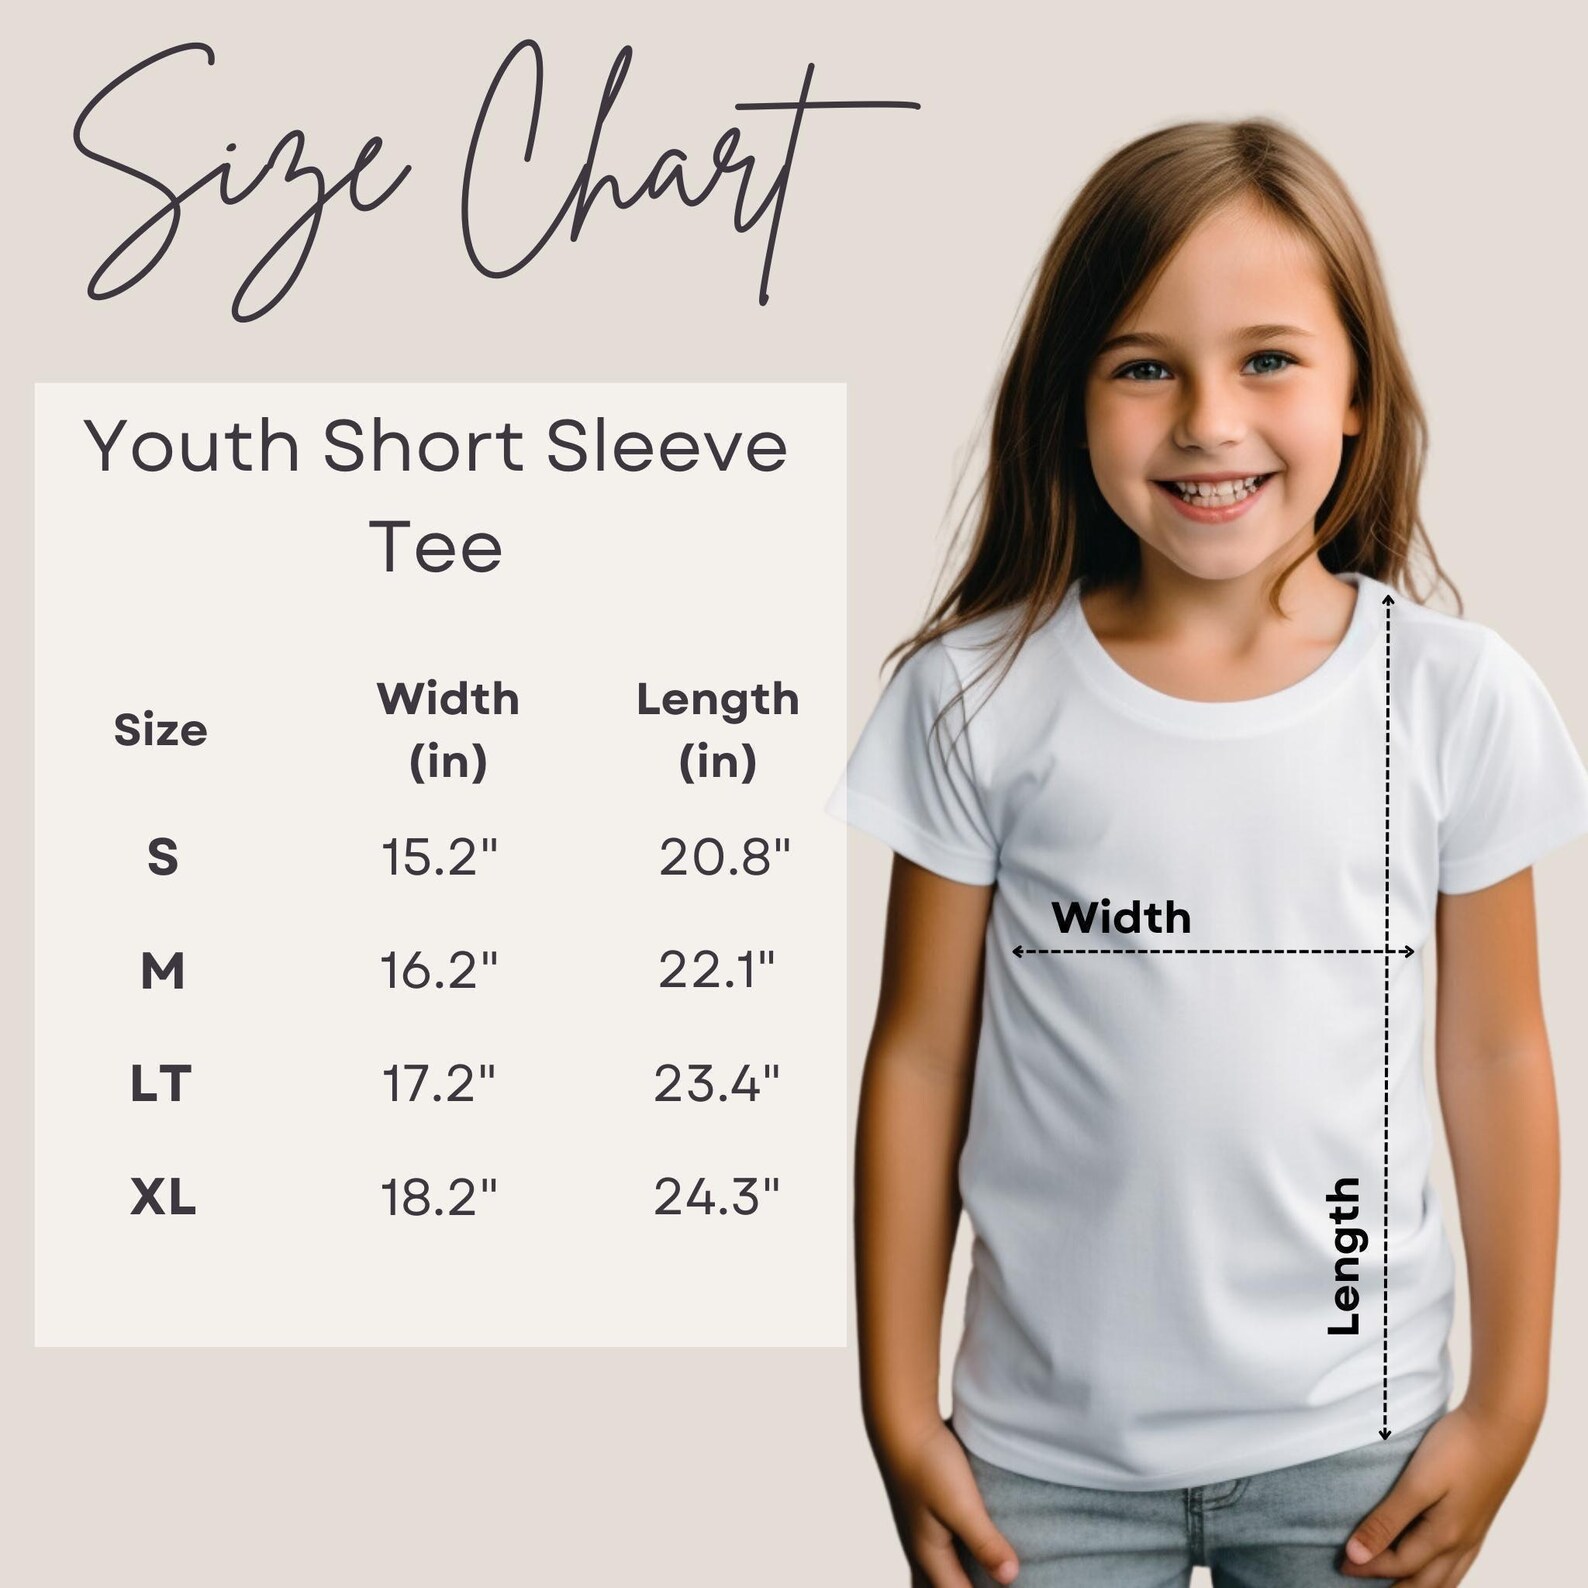 Size Chart
Youth Short Sleeve
Tee
Size Width (in) Length (in)
S 15.2" 20.8"
M 16.2" 22.1"
LT 17.2" 23.4"
XL 18.2" 24.3"
Width
Length